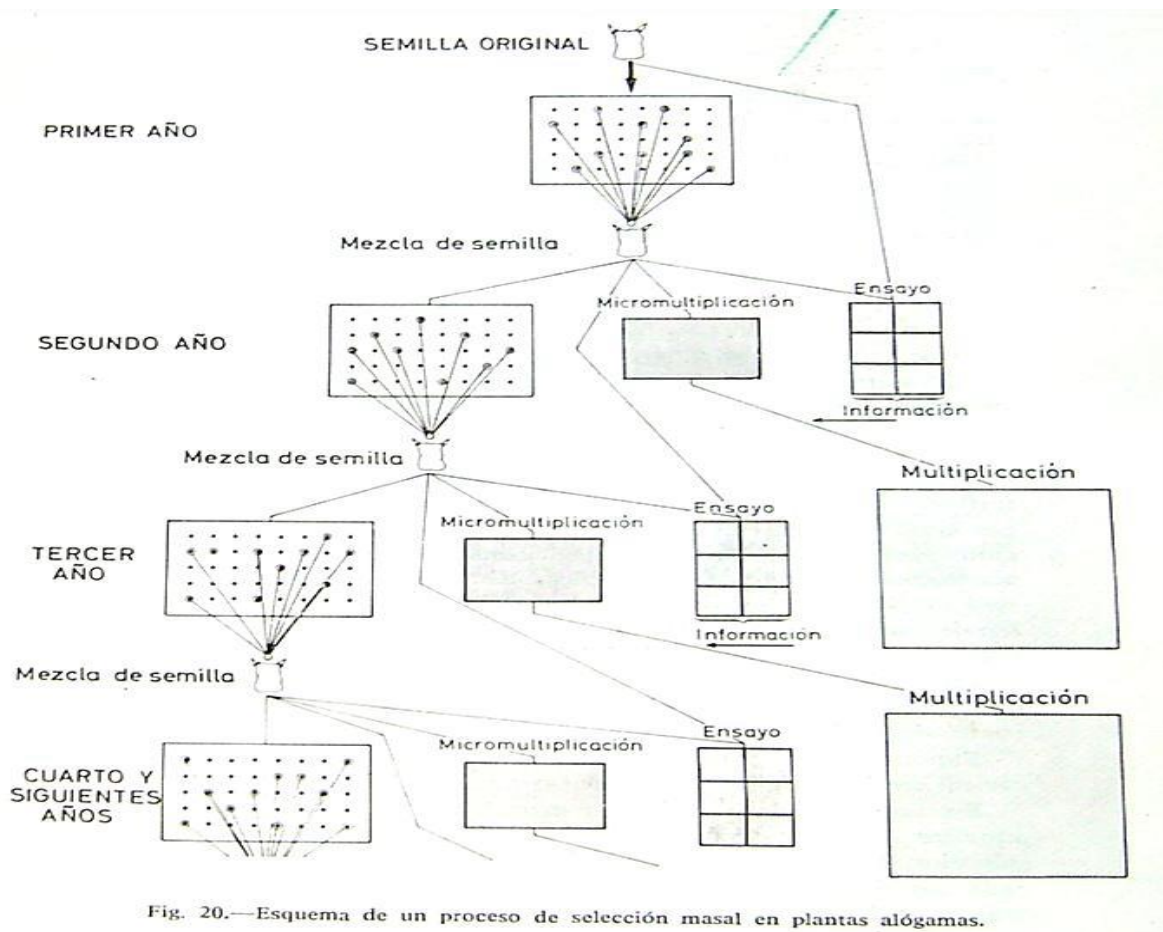 SEMILLA ORIGINAL
PRIMER AÑO
Mezcla de semilla
Ensayo
Micromultiplicación
SEGUNDO AÑO
Información
Mezcla de semilla
Multiplicación
Ensayo
Micromultiplicación
TERCER
AÑO
Información
Mezcla de semilla
Multiplicación
Ensayo
Micromultiplicación
CUARTO Y
SIGUIENTES
AÑOS
Fig. 20.—Esquema de un proceso de selección masal en plantas alógamas.